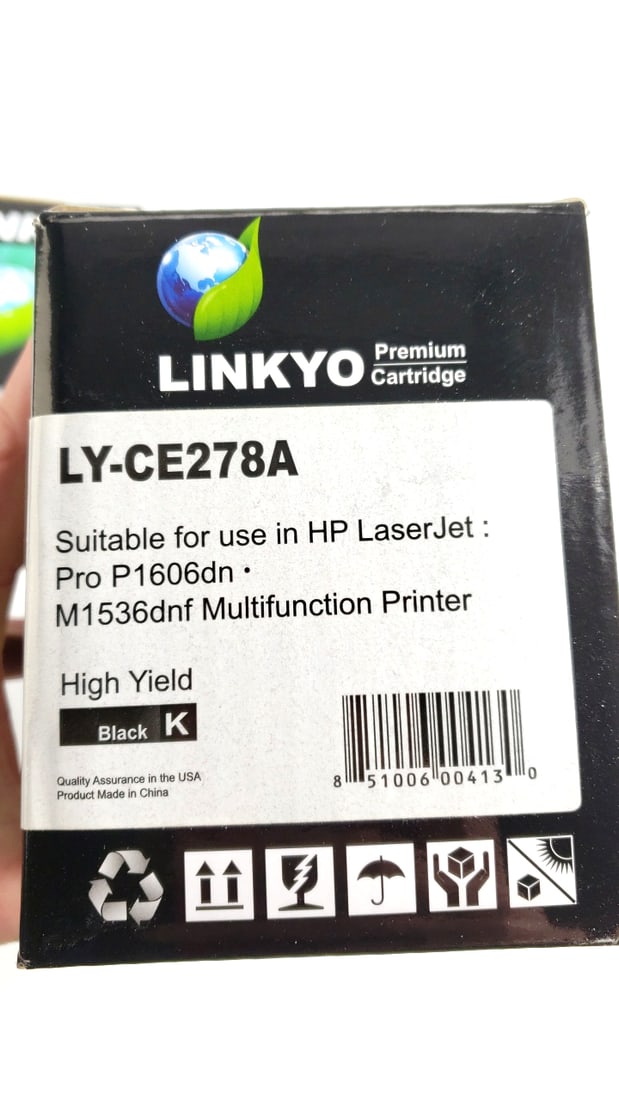 LINKYO Premium
Cartridge
LY-CE278A
Suitable for use in HP LaserJet :
Pro P1606dn •
M1536dnf Multifunction Printer
High Yield
Black K
Quality Assurance in the USA
Product Made in China
8 51006 00413 0